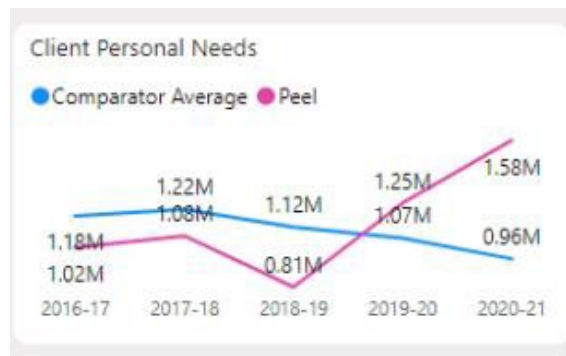 Client Personal Needs
Comparator Average Peel
1.58M
1.22M
1.25M
1.12M
1.08M
1.07M
0.96M
1.18M
0.81M
1.02M
2016-17 2017-18 2018-19 2019-20 2020-21